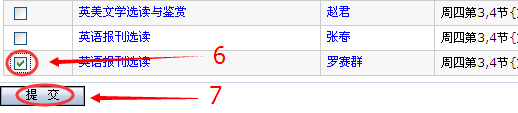 英美文学选读与鉴赏 赵君 周四第3,4节{
英语报刊选读 张春 周四第3,4节{
英语报刊选读 罗赛群 周四第3,4节{
6
提 交
7